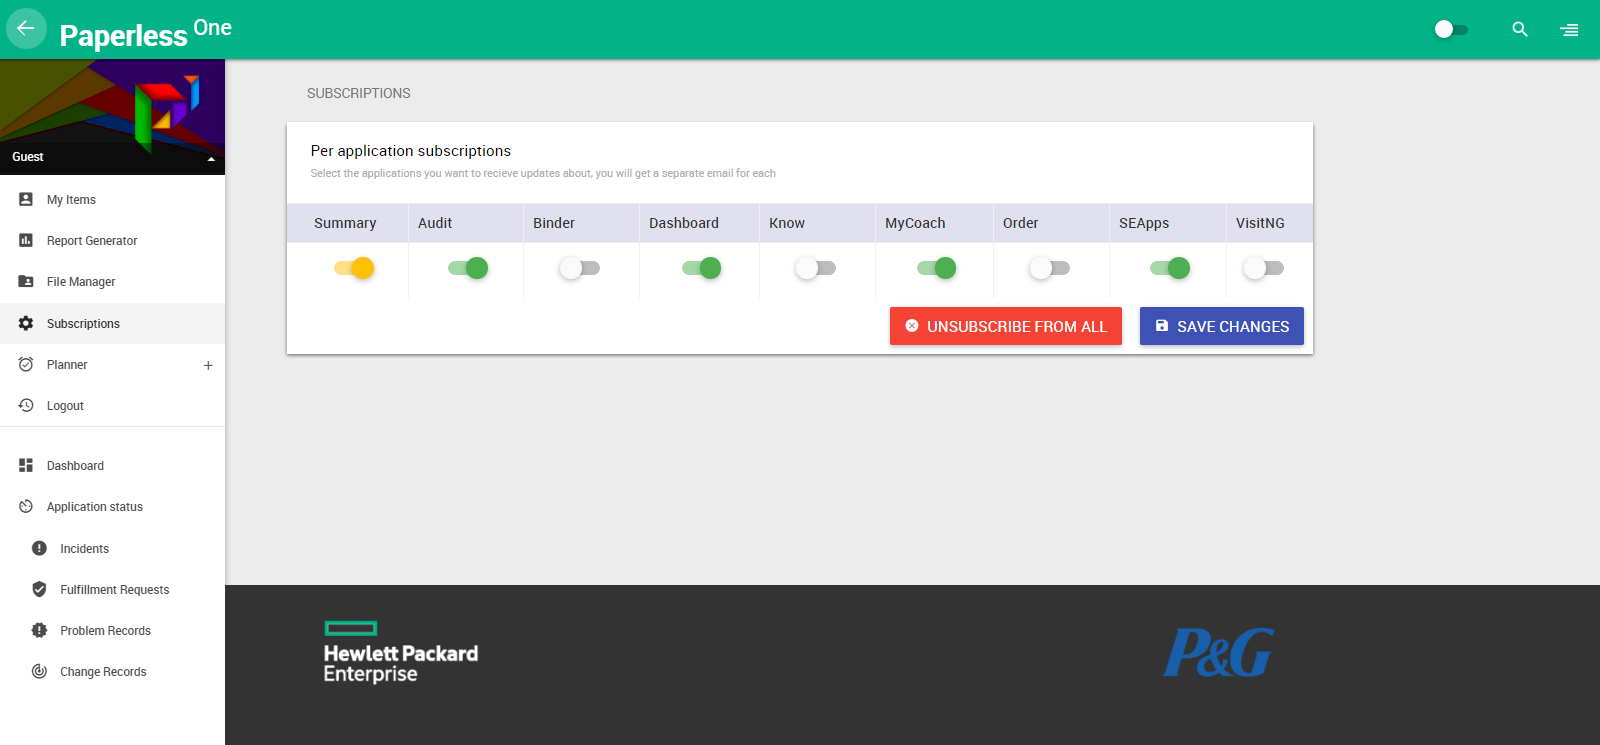 Paperless One
Guest
My Items
Report Generator
File Manager
Subscriptions
Planner
Logout
Dashboard
Application status
Incidents
Fulfillment Requests
Problem Records
Change Records
SUBSCRIPTIONS
Per application subscriptions
Select the applications you want to recieve updates about, you will get a separate email for each
Summary Audit Binder Dashboard Know MyCoach Order SEApps VisitNG
UNSUBSCRIBE FROM ALL SAVE CHANGES
Hewlett Packard
Enterprise
P&G